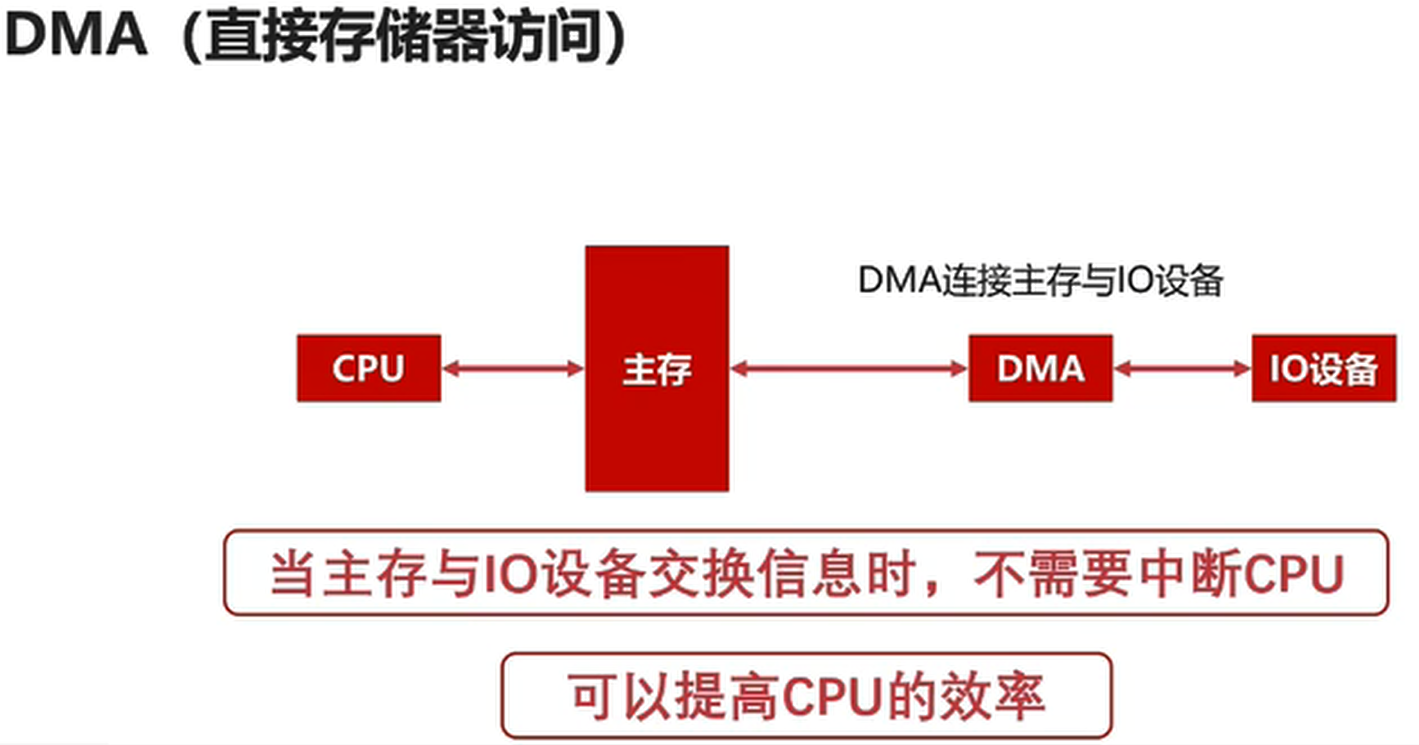 DMA（直接存储器访问）
DMA连接主存与IO设备
CPU
主存
DMA
IO设备
当主存与IO设备交换信息时，不需要中断CPU
可以提高CPU的效率